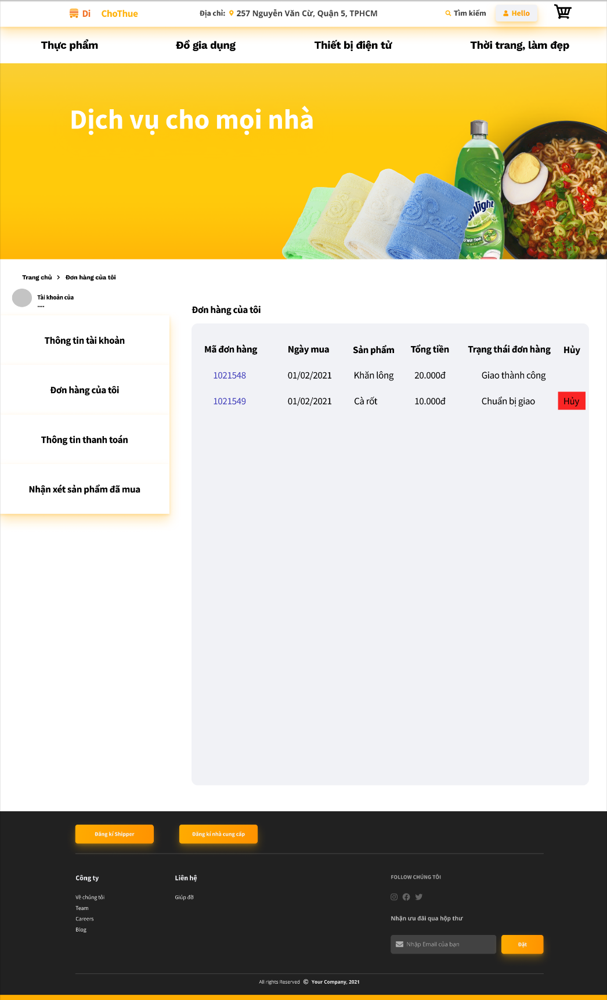 Di ChoThue Địa chỉ: 257 Nguyễn Văn Cừ, Quận 5, TPHCM Tìm kiếm Hello
Thực phẩm Đồ gia dụng Thiết bị điện tử Thời trang, làm đẹp
Dịch vụ cho mọi nhà
nlight
Trang chủ > Đơn hàng của tôi
Tài khoản của
....
Thông tin tài khoản
Đơn hàng của tôi
Thông tin thanh toán
Nhận xét sản phẩm đã mua
Đơn hàng của tôi
Mã đơn hàng Ngày mua Sản phẩm Tổng tiền Trạng thái đơn hàng Hủy
1021548 01/02/2021 Khăn lông 20.000đ Giao thành công
1021549 01/02/2021 Cà rốt 10.000đ Chuẩn bị giao Hủy
Đăng kí Shipper Đăng kí nhà cung cấp
Công ty
Về chúng tôi
Team
Careers
Blog
Liên hệ
Giúp đỡ
FOLLOW CHÚNG TÔI
Nhận ưu đãi qua hộp thư
Nhập Email của bạn Đặt
All rights Reserved © Your Company, 2021